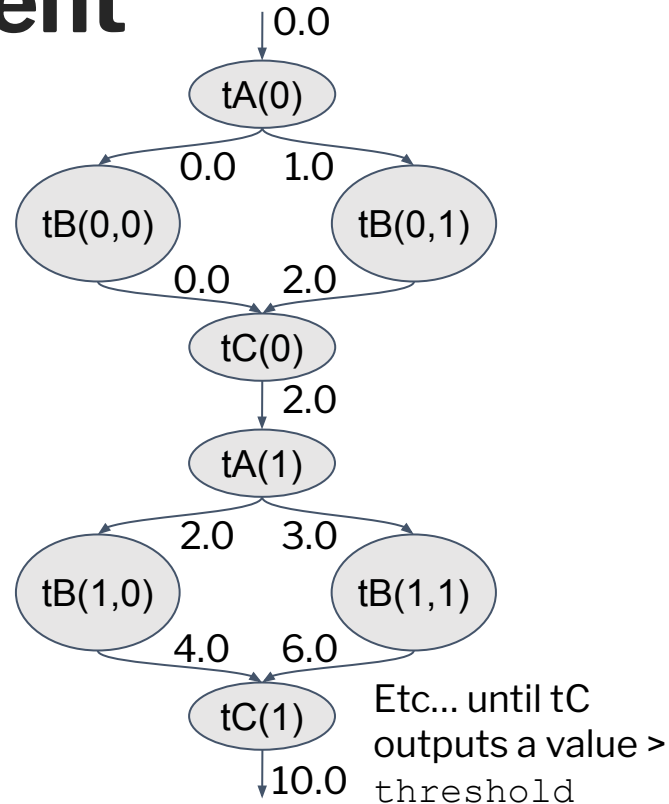 ent
0.0
tA(0)
0.0 1.0
tB(0,0) tB(0,1)
0.0 2.0
tC(0)
2.0
tA(1)
2.0 3.0
tB(1,0) tB(1,1)
4.0 6.0
tC(1)
10.0
Etc... until tC
outputs a value >
threshold